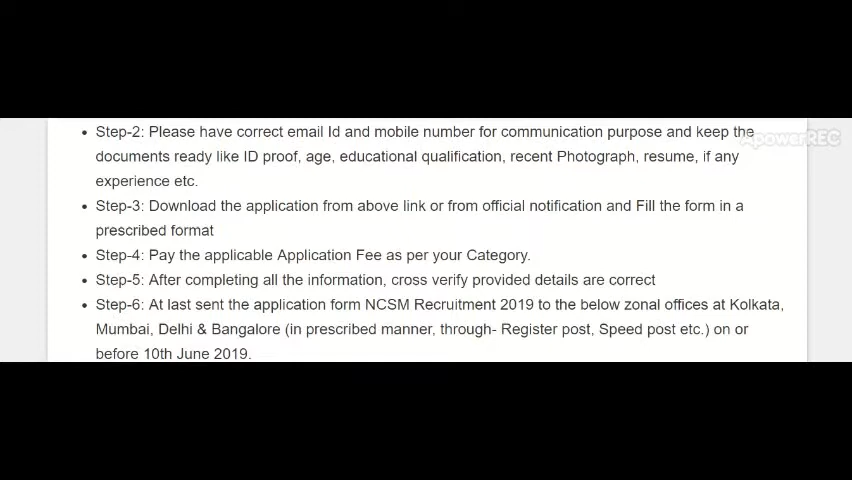 • Step-2: Please have correct email Id and mobile number for communication purpose and keep the
documents ready like ID proof, age, educational qualification, recent Photograph, resume, if any
experience etc.
• Step-3: Download the application from above link or from official notification and Fill the form in a
prescribed format
• Step-4: Pay the applicable Application Fee as per your Category.
• Step-5: After completing all the information, cross verify provided details are correct
• Step-6: At last sent the application form NCSM Recruitment 2019 to the below zonal offices at Kolkata,
Mumbai, Delhi & Bangalore (in prescribed manner, through- Register post, Speed post etc.) on or
before 10th June 2019.
ApowerREC